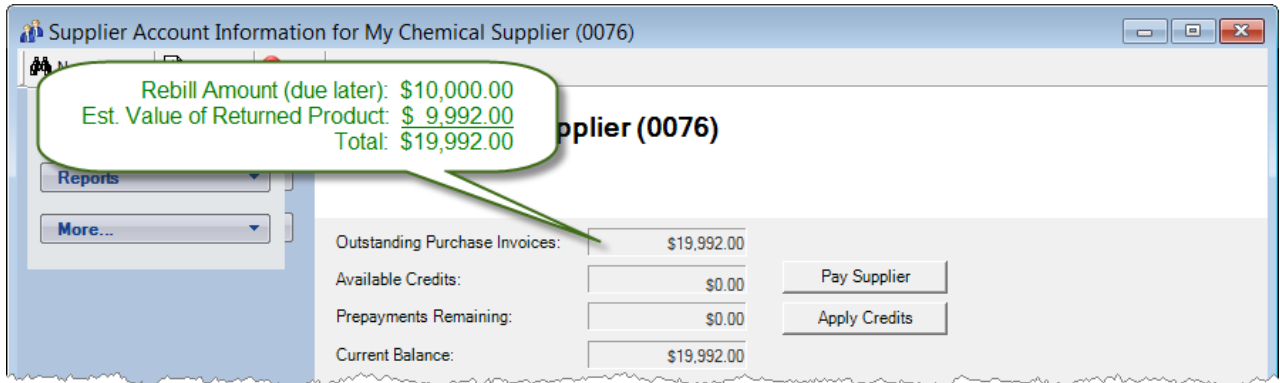 Supplier Account Information for My Chemical Supplier (0076)
Rebill Amount (due later): $10,000.00
Est. Value of Returned Product: $ 9,992.00
Total: $19,992.00
pplier (0076)
Reports
More...
Outstanding Purchase Invoices: $19,992.00
Available Credits: $0.00
Pay Supplier
Prepayments Remaining: $0.00
Apply Credits
Current Balance: $19,992.00